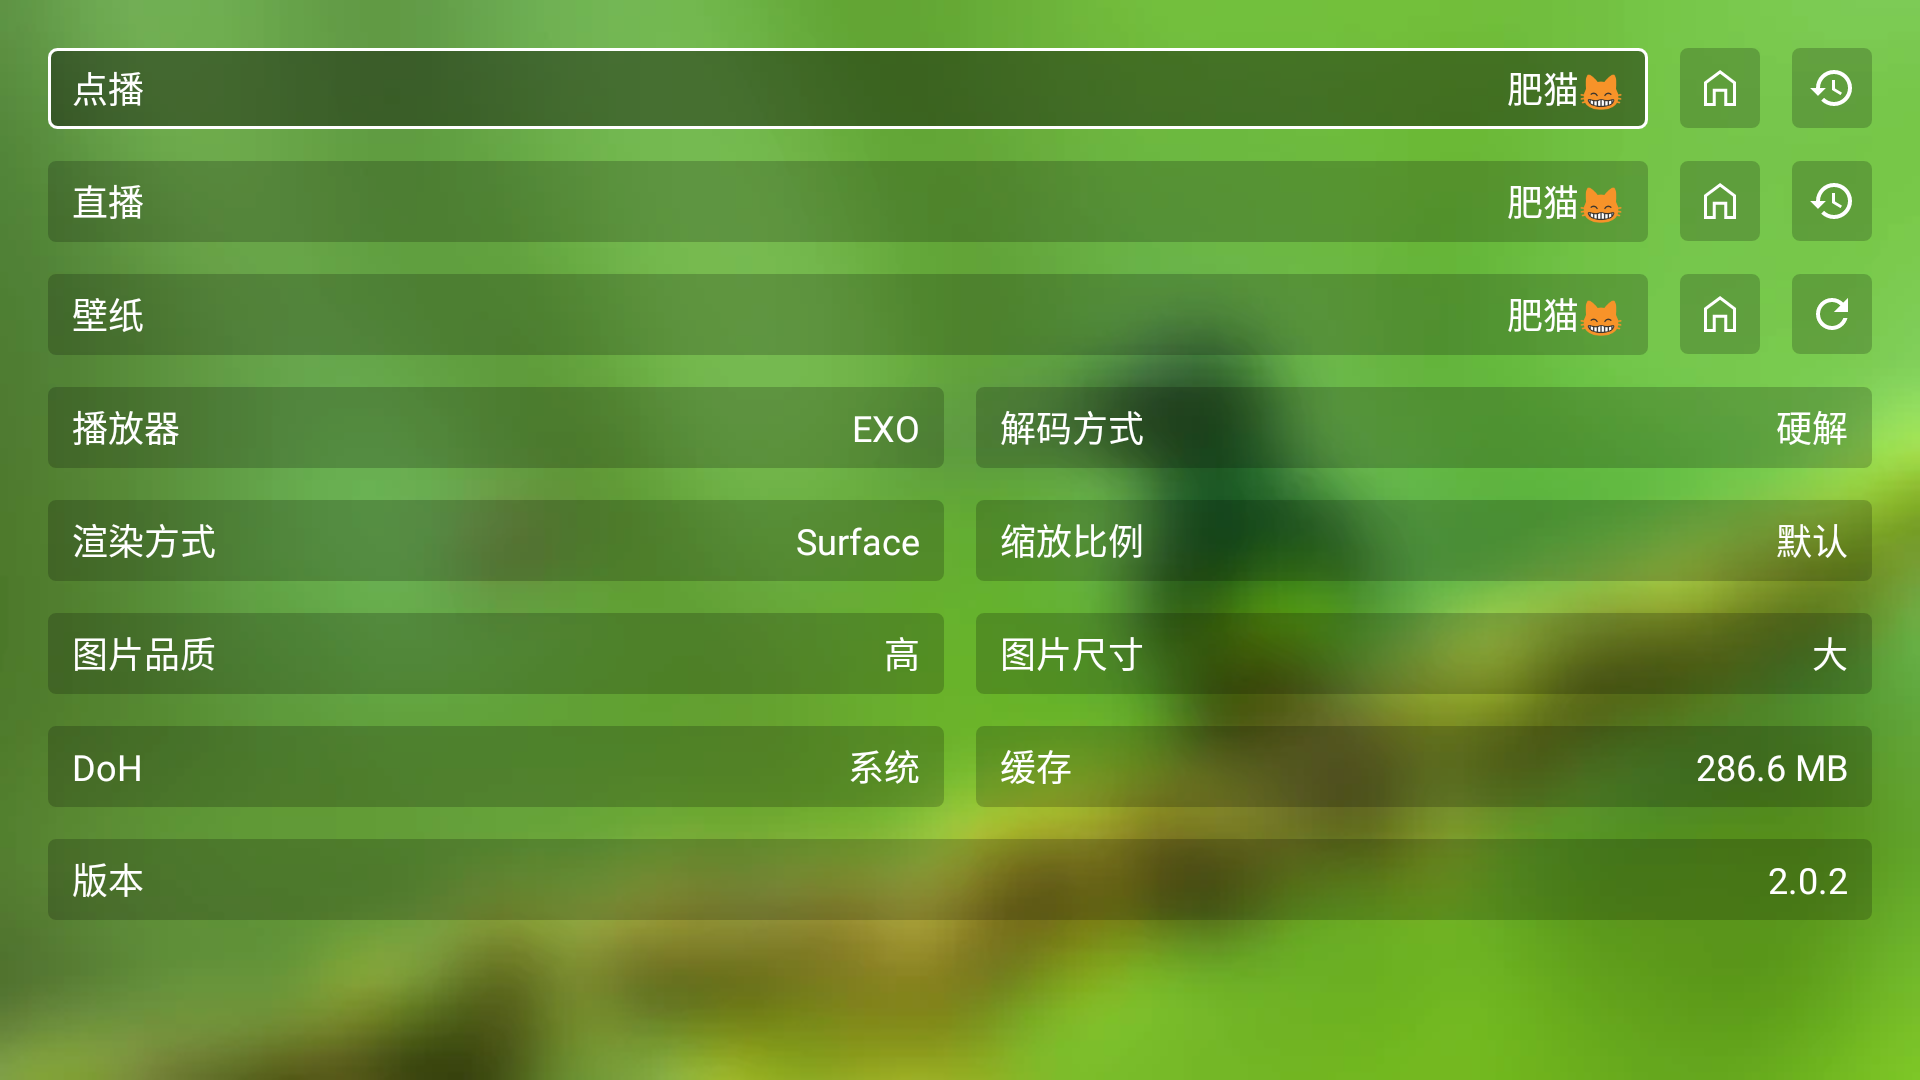 点播 肥猫😸
直播 肥猫😸
壁纸 肥猫😸
播放器 EXO 解码方式 硬解
渲染方式 Surface 缩放比例 默认
图片品质 高 图片尺寸 大
DoH 系统 缓存 286.6 MB
版本 2.0.2